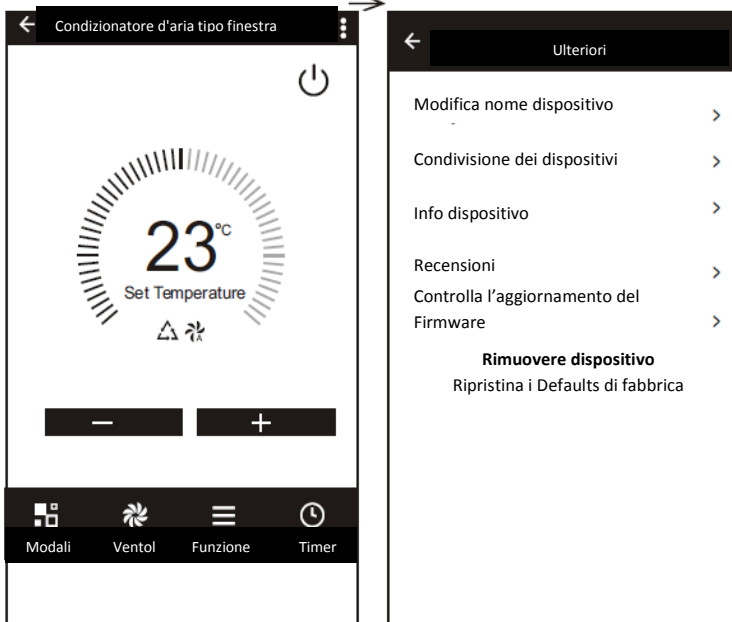 Condizionatore d'aria tipo finestra
23°C
Set Temperature
A
Modali Ventol Funzione Timer
Ulteriori
Modifica nome dispositivo
Condivisione dei dispositivi
Info dispositivo
Recensioni
Controlla l’aggiornamento del
Firmware
Rimuovere dispositivo
Ripristina i Defaults di fabbrica